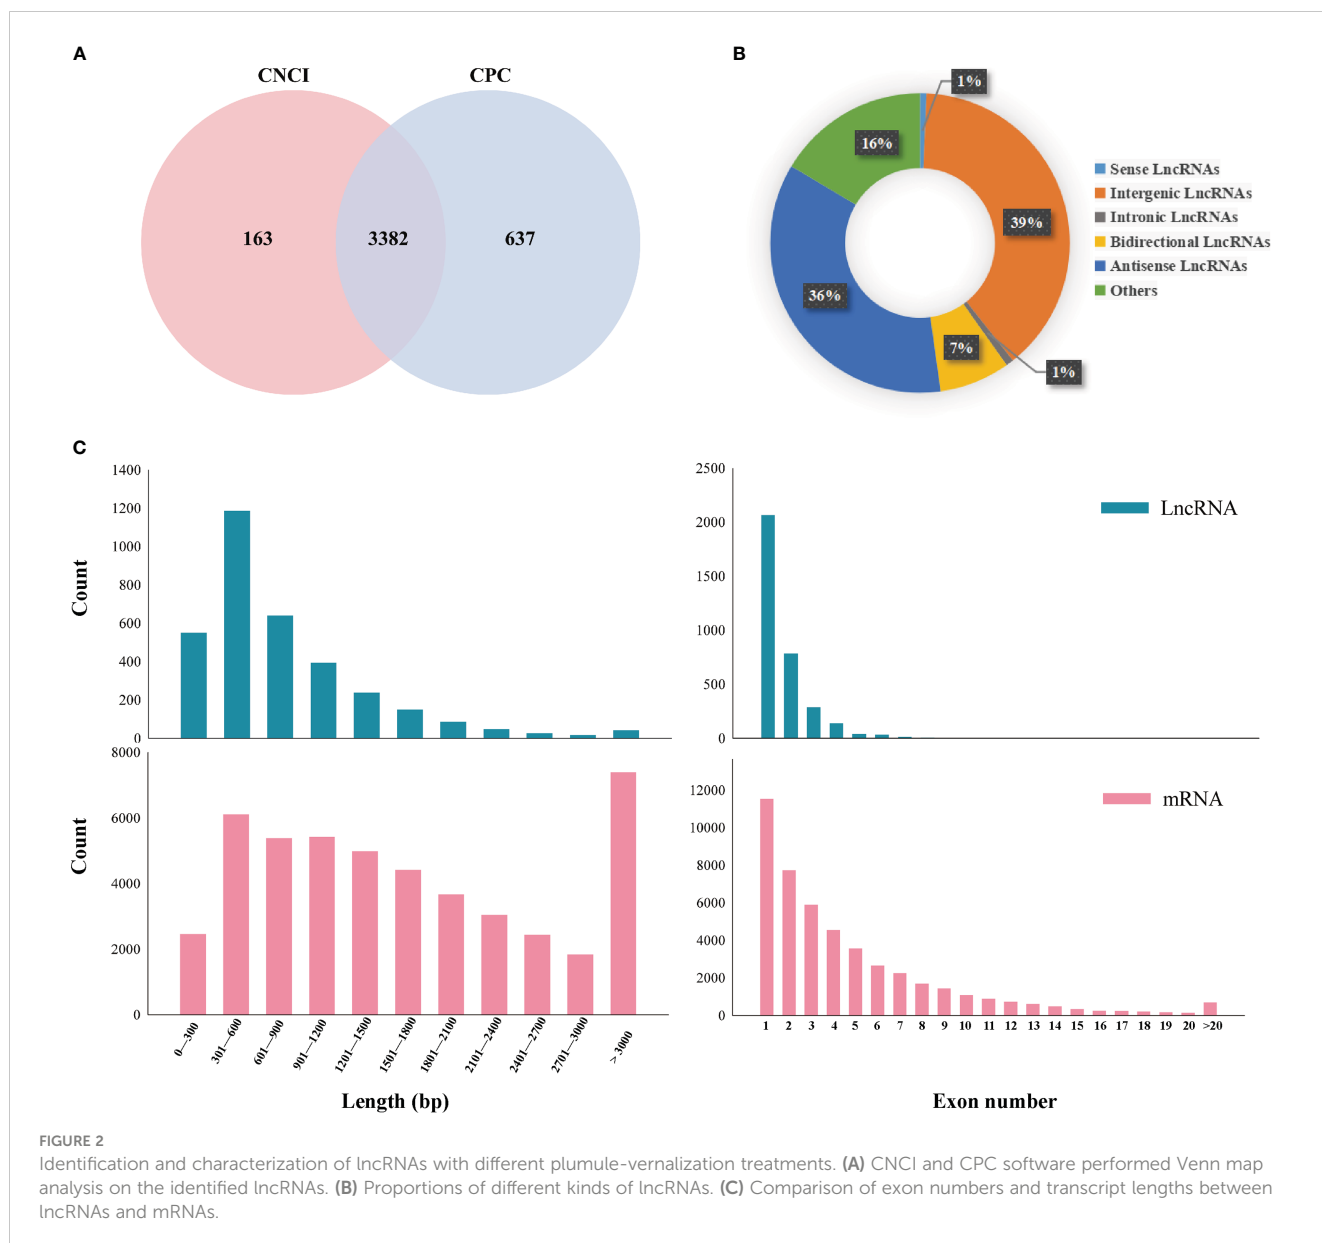 A
CNCI
CPC
163
3382
637
B
1%
16%
39%
36%
7%
1%
Sense LncRNAs
Intergenic LncRNAs
Intronic LncRNAs
Bidirectional LncRNAs
Antisense LncRNAs
Others
C
1400
1200
1000
800
600
400
200
0
Count
2500
2000
1500
1000
500
0
LncRNA
8000
6000
4000
2000
0
Count
0—300
301—600
601—900
901—1200
1201—1500
1501—1800
1801—2100
2101—2400
2401—2700
2701—3000
> 3000
Length (bp)
12000
10000
8000
6000
4000
2000
0
mRNA
1 2 3 4 5 6 7 8 9 10 11 12 13 14 15 16 17 18 19 20 >20
Exon number
FIGURE 2
Identification and characterization of lncRNAs with different plumule-vernalization treatments. (A) CNCI and CPC software performed Venn map
analysis on the identified lncRNAs. (B) Proportions of different kinds of lncRNAs. (C) Comparison of exon numbers and transcript lengths between
lncRNAs and mRNAs.